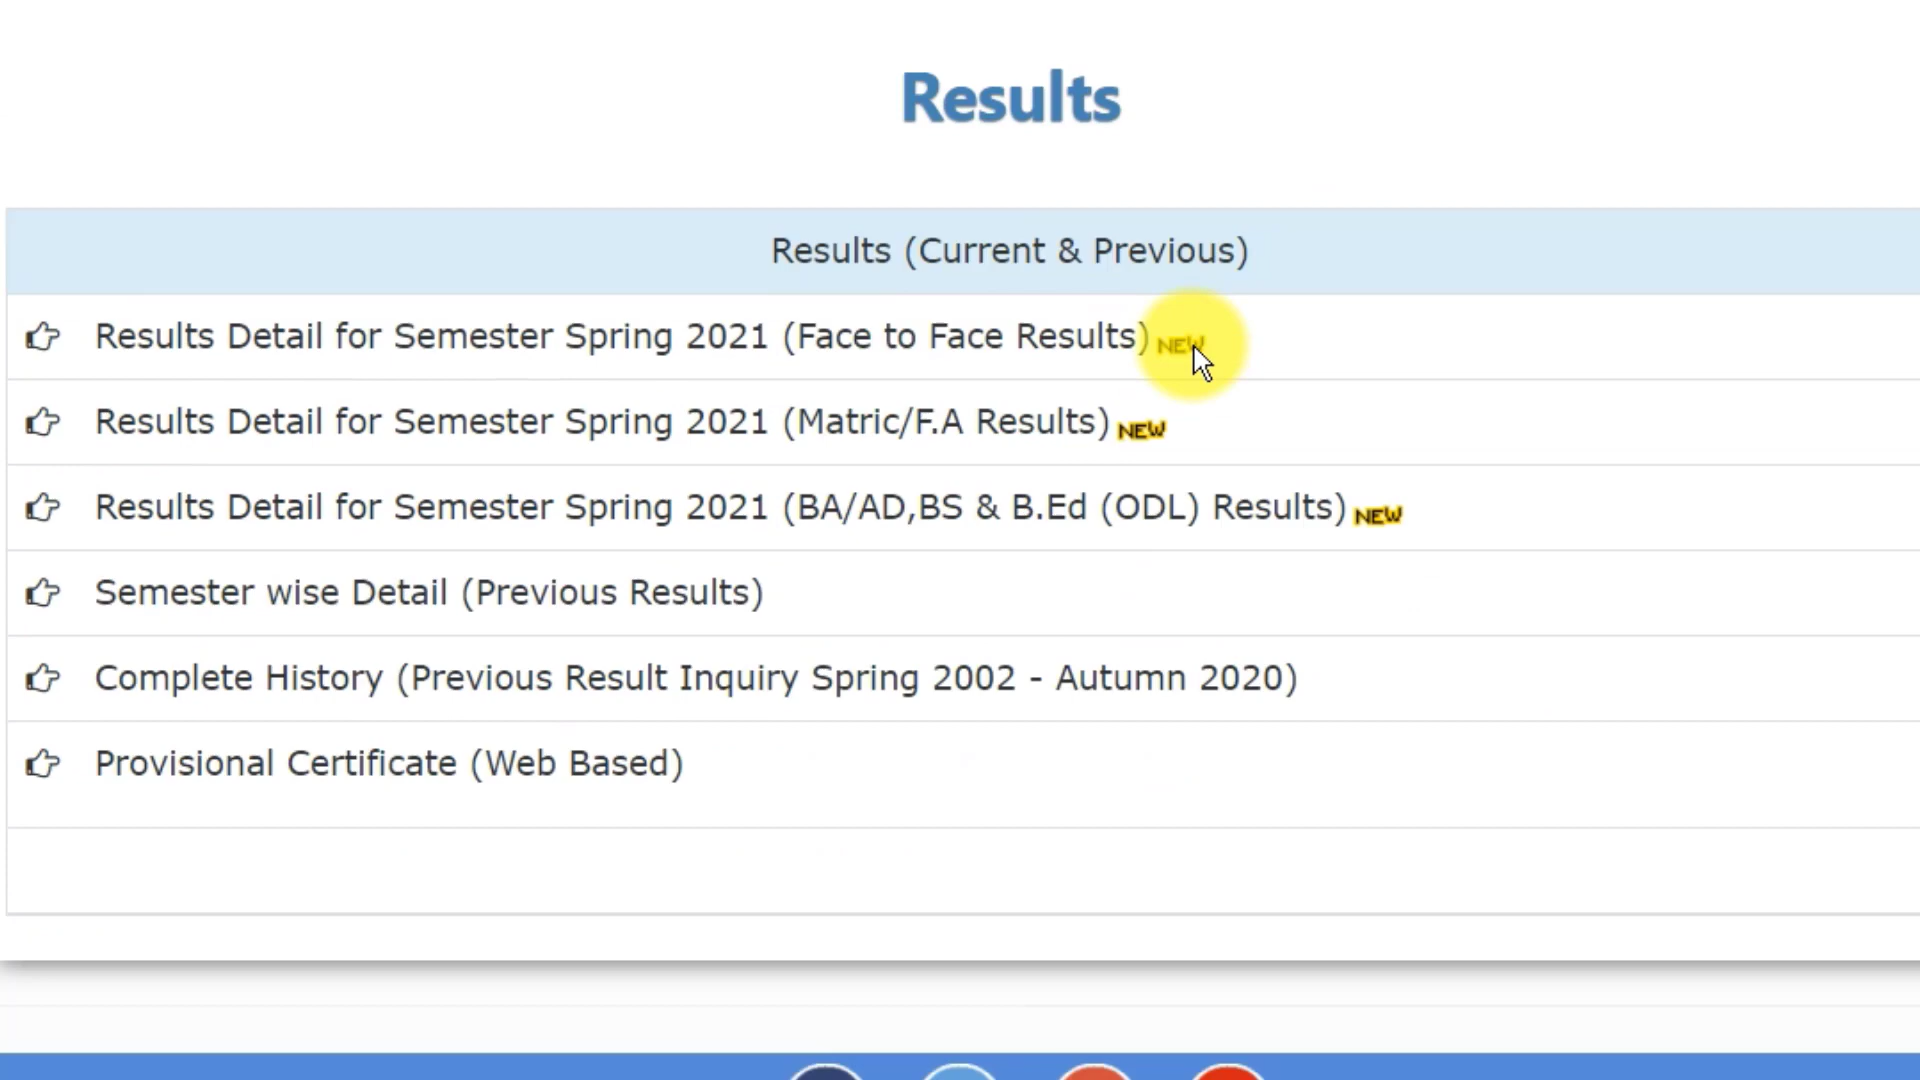 Results
Results (Current & Previous)
Results Detail for Semester Spring 2021 (Face to Face Results) NEW
Results Detail for Semester Spring 2021 (Matric/F.A Results) NEW
Results Detail for Semester Spring 2021 (BA/AD,BS & B.Ed (ODL) Results) NEW
Semester wise Detail (Previous Results)
Complete History (Previous Result Inquiry Spring 2002 - Autumn 2020)
Provisional Certificate (Web Based)